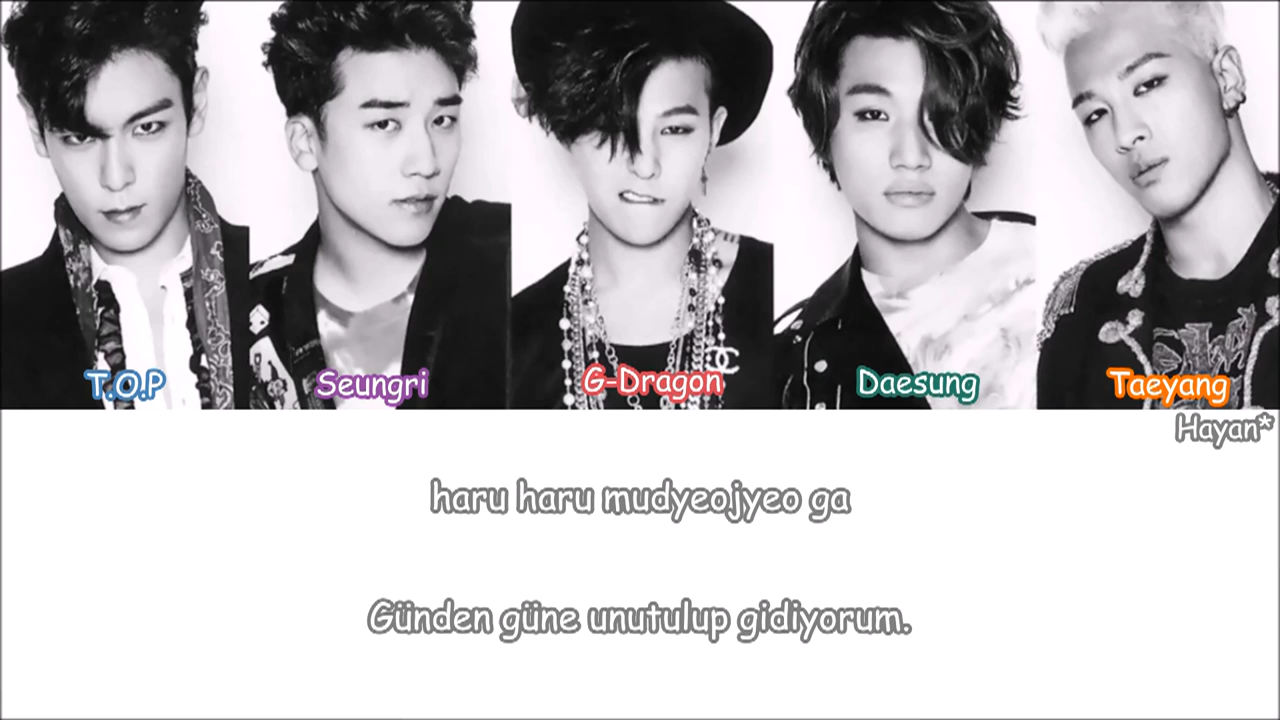 T.O.P
Seungri
G-Dragon
Daesung
Taeyang
Hayan*
haru haru mudyeojyeo ga
Günden güne unutulup gidiyorum.